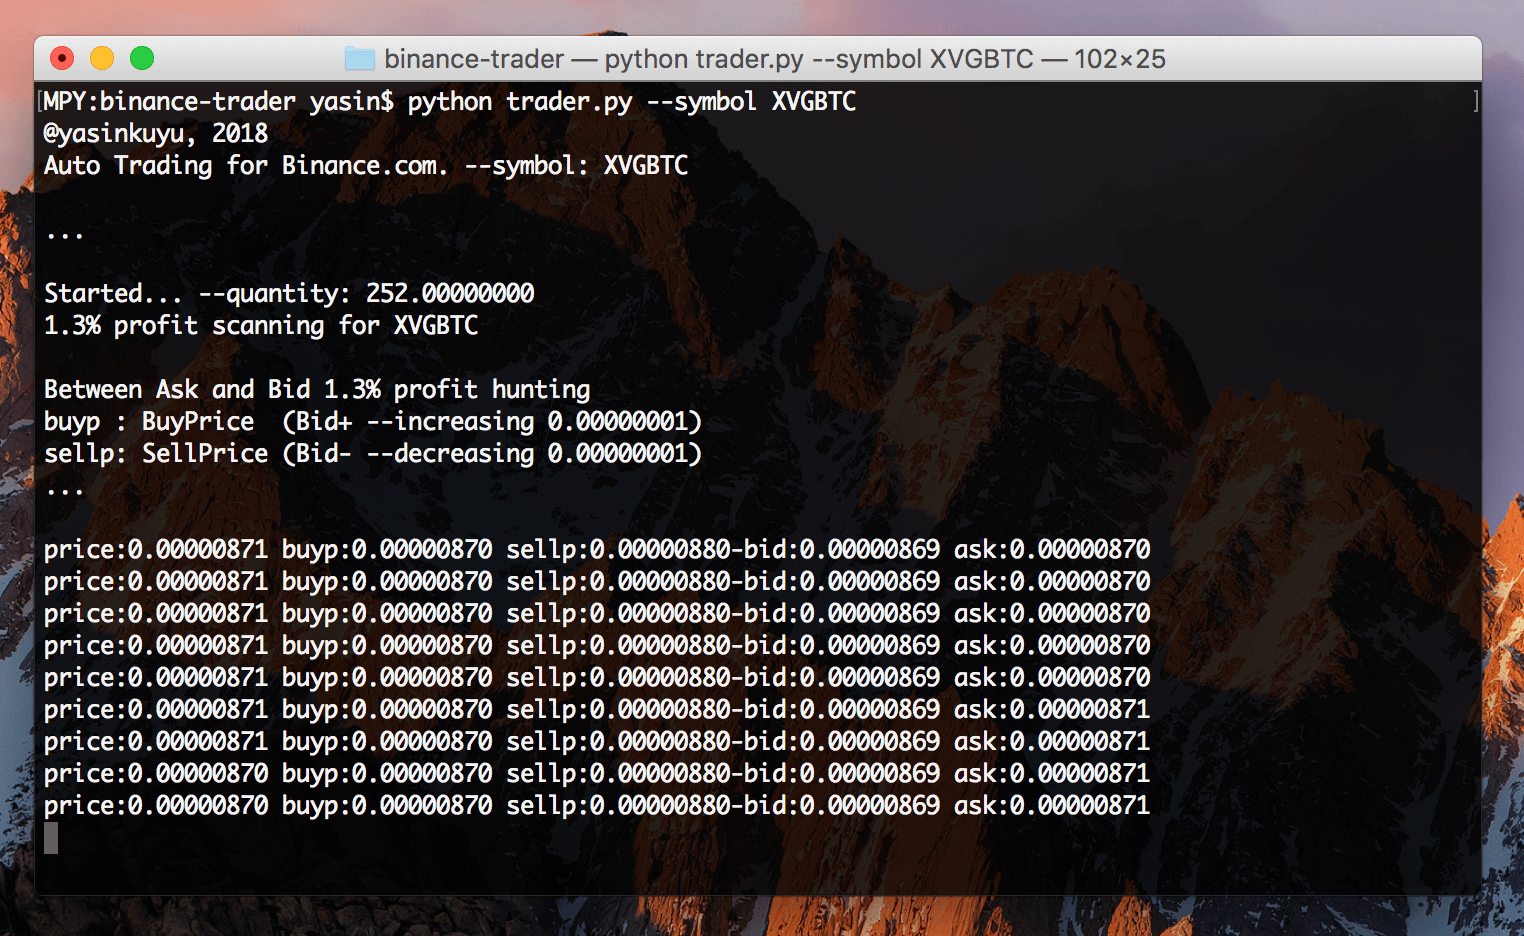 binance-trader — python trader.py --symbol XVGBTC — 102×25
[MPY:binance-trader yasin$ python trader.py --symbol XVGBTC ]
@yasinkuyu, 2018
Auto Trading for Binance.com. --symbol: XVGBTC
...
Started... --quantity: 252.00000000
1.3% profit scanning for XVGBTC
Between Ask and Bid 1.3% profit hunting
buyp : BuyPrice  (Bid+ --increasing 0.00000001)
sellp: SellPrice (Bid- --decreasing 0.00000001)
...
price:0.00000871 buyp:0.00000870 sellp:0.00000880-bid:0.00000869 ask:0.00000870
price:0.00000871 buyp:0.00000870 sellp:0.00000880-bid:0.00000869 ask:0.00000870
price:0.00000871 buyp:0.00000870 sellp:0.00000880-bid:0.00000869 ask:0.00000870
price:0.00000871 buyp:0.00000870 sellp:0.00000880-bid:0.00000869 ask:0.00000870
price:0.00000871 buyp:0.00000870 sellp:0.00000880-bid:0.00000869 ask:0.00000870
price:0.00000871 buyp:0.00000870 sellp:0.00000880-bid:0.00000869 ask:0.00000871
price:0.00000871 buyp:0.00000870 sellp:0.00000880-bid:0.00000869 ask:0.00000871
price:0.00000870 buyp:0.00000870 sellp:0.00000880-bid:0.00000869 ask:0.00000871
price:0.00000870 buyp:0.00000870 sellp:0.00000880-bid:0.00000869 ask:0.00000871